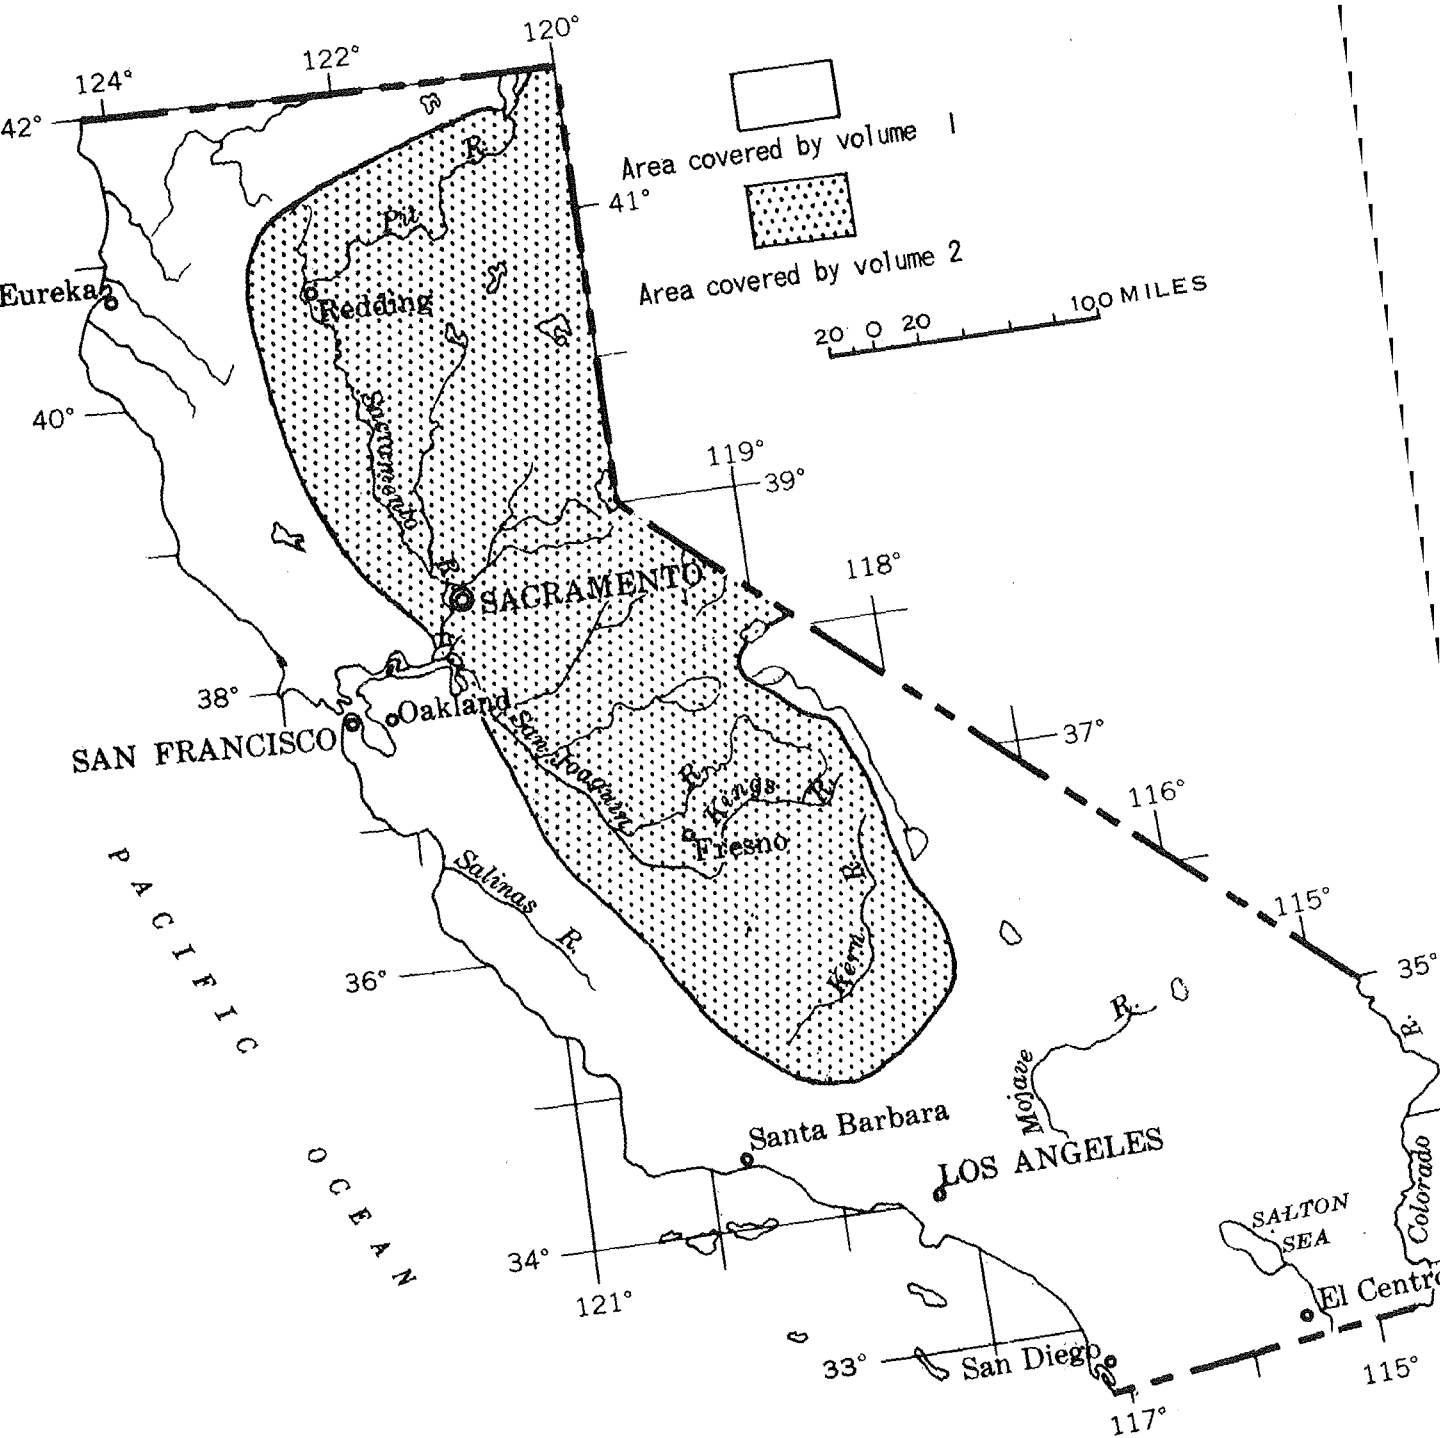 120°
122°
124°
42°
Area covered by volume 1
R.
41°
Pit
Area covered by volume 2
Eureka
Redding
100 MILES
20 0 20
40°
Sacramento
R.
119°
39°
118°
SACRAMENTO
38°
Oakland
SAN FRANCISCO
San Joaquin
R.
37°
Kings
R.
116°
Fresno
PACIFIC
Salinas
R.
R.
Kern
115°
36°
35°
R.
R.
Mojave
Santa Barbara
LOS ANGELES
Colorado
OCEAN
SALTON
SEA
34°
121°
El Centro
33°
San Diego
115°
117°